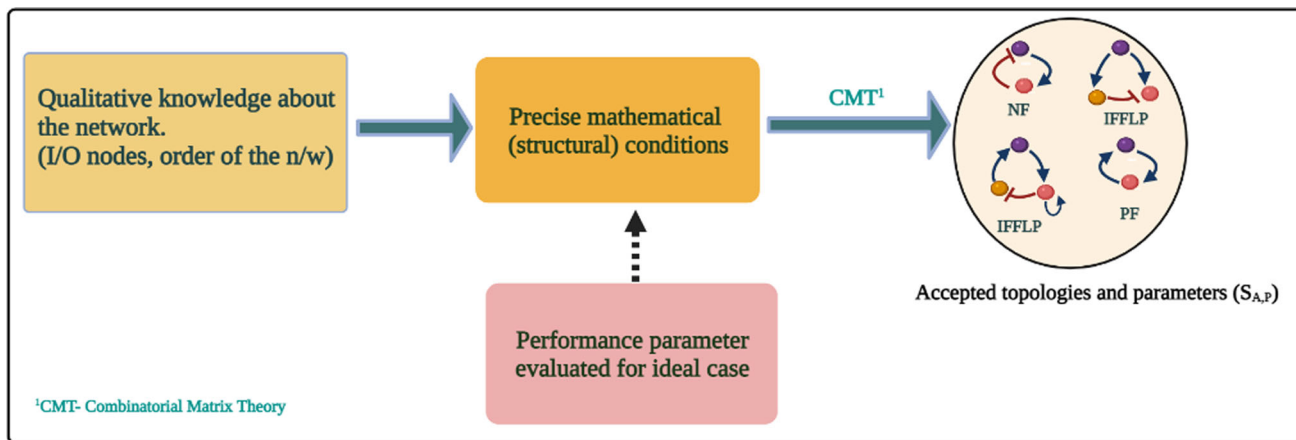 Qualitative knowledge about
the network.
(I/O nodes, order of the n/w)
Precise mathematical
(structural) conditions
CMT¹
NF
IFFLP
IFFLP
PF
Accepted topologies and parameters (S_A,P)
Performance parameter
evaluated for ideal case
¹CMT- Combinatorial Matrix Theory